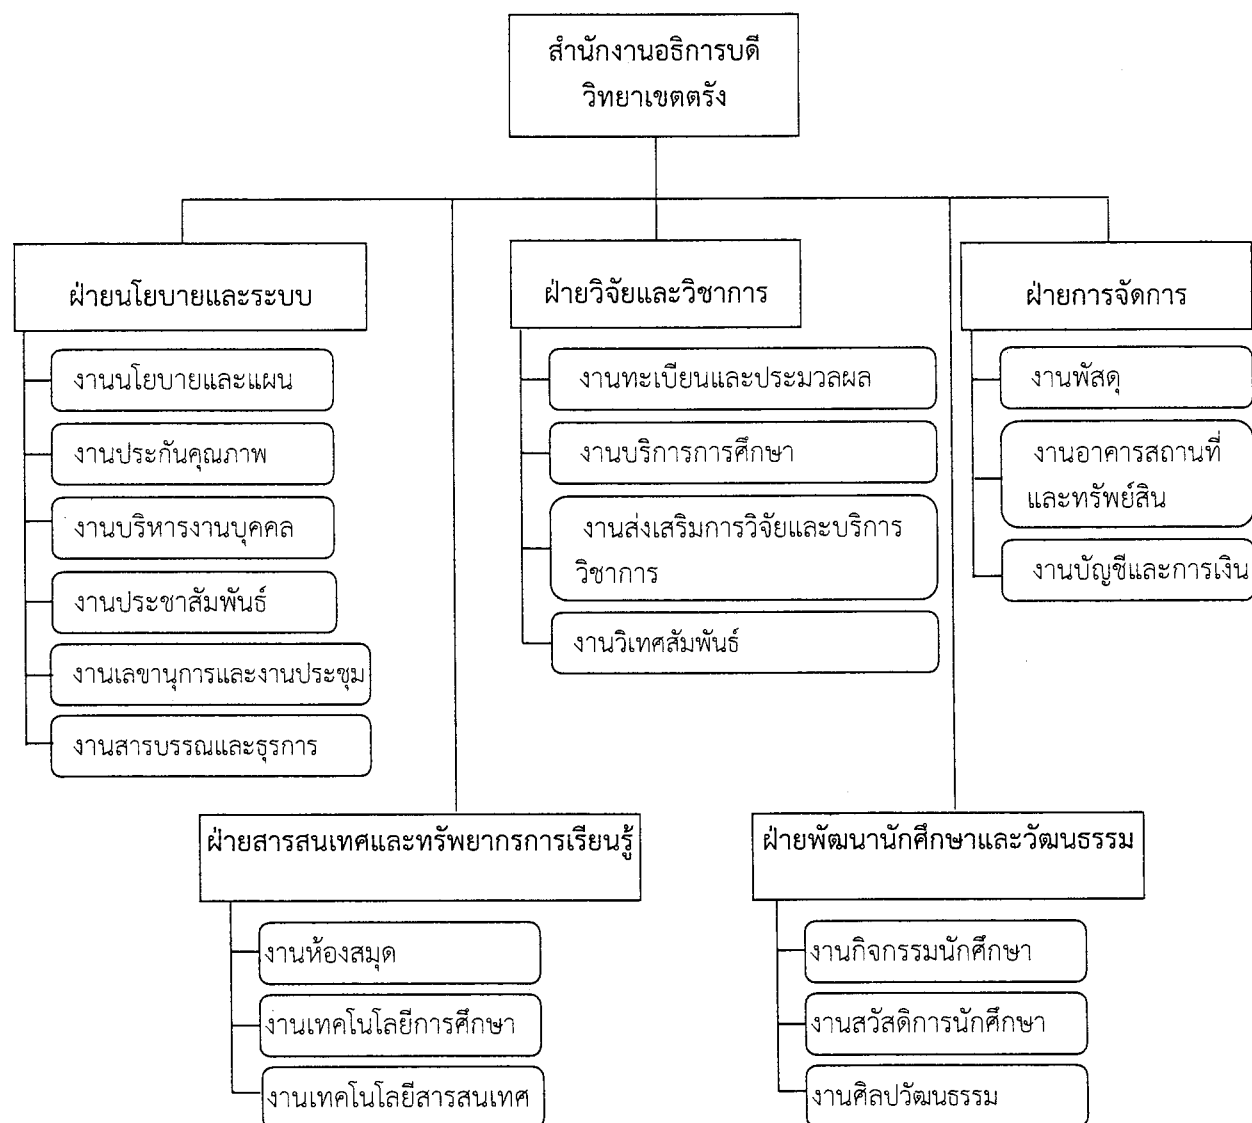 สำนักงานอธิการบดี
วิทยาเขตตรัง
ฝ่ายนโยบายและระบบ
งานนโยบายและแผน
งานประกันคุณภาพ
งานบริหารงานบุคคล
งานประชาสัมพันธ์
งานเลขานุการและงานประชุม
งานสารบรรณและธุรการ
ฝ่ายวิจัยและวิชาการ
งานทะเบียนและประมวลผล
งานบริการการศึกษา
งานส่งเสริมการวิจัยและบริการ
วิชาการ
งานวิเทศสัมพันธ์
ฝ่ายการจัดการ
งานพัสดุ
งานอาคารสถานที่
และทรัพย์สิน
งานบัญชีและการเงิน
ฝ่ายสารสนเทศและทรัพยากรการเรียนรู้
งานห้องสมุด
งานเทคโนโลยีการศึกษา
งานเทคโนโลยีสารสนเทศ
ฝ่ายพัฒนานักศึกษาและวัฒนธรรม
งานกิจกรรมนักศึกษา
งานสวัสดิการนักศึกษา
งานศิลปวัฒนธรรม